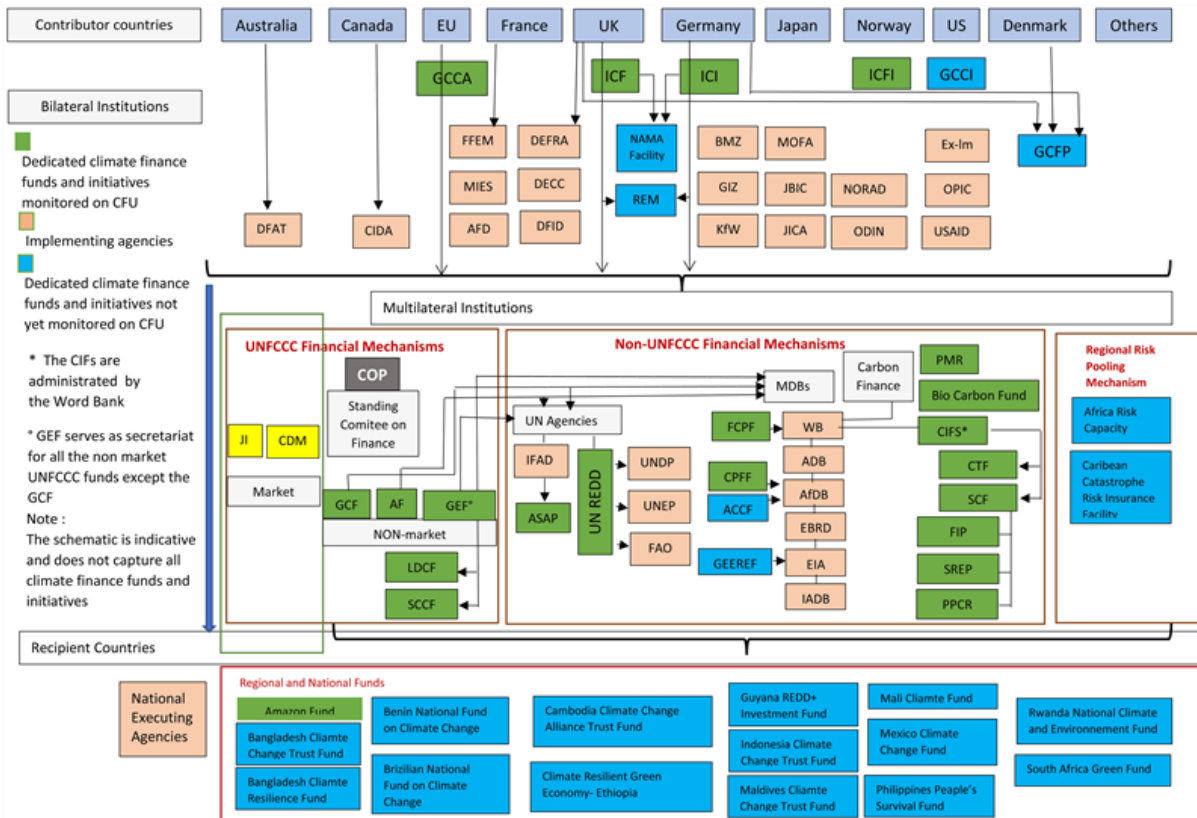 Contributor countries
Australia
Canada
EU
France
UK
Germany
Japan
Norway
US
Denmark
Others
GCCA
ICF
ICI
ICFI
GCCI
Bilateral Institutions
Dedicated climate finance
funds and initiatives
monitored on CFU
Implementing agencies
Dedicated climate finance
funds and initiatives not
yet monitored on CFU
* The CIFs are
administrated by
the Word Bank
° GEF serves as secretariat
for all the non market
UNFCCC funds except the
GCF
Note :
The schematic is indicative
and does not capture all
climate finance funds and
initiatives
FFEM
DEFRA
NAMA
Facility
BMZ
MOFA
Ex-Im
GCFP
MIES
DECC
REM
GIZ
JBIC
NORAD
OPIC
DFAT
CIDA
AFD
DFID
KfW
JICA
ODIN
USAID
Multilateral Institutions
UNFCCC Financial Mechanisms
COP
Standing
Comitee on
Finance
JI
CDM
Market
GCF
AF
GEF°
NON-market
LDCF
SCCF
Non-UNFCCC Financial Mechanisms
MDBs
Carbon
Finance
PMR
Bio Carbon Fund
UN Agencies
FCPF
WB
CIFS*
IFAD
UNDP
ADB
CTF
CPFF
AfDB
SCF
ASAP
UN REDD
UNEP
ACCF
EBRD
FIP
FAO
GEEREF
EIA
SREP
IADB
PPCR
Regional Risk
Pooling
Mechanism
Africa Risk
Capacity
Caribean
Catastrophe
Risk Insurance
Facility
Recipient Countries
National
Executing
Agencies
Regional and National Funds
Amazon Fund
Bangladesh Cliamte
Change Trust Fund
Bangladesh Cliamte
Resilience Fund
Benin National Fund
on Climate Change
Brizilian National
Fund on Climate
Change
Cambodia Climate Change
Alliance Trust Fund
Climate Resilient Green
Economy- Ethiopia
Guyana REDD+
Investment Fund
Indonesia Climate
Change Trust Fund
Maldives Cliamte
Change Trust Fund
Mali Cliamte Fund
Mexico Climate
Change Fund
Philippines Peaple's
Survival Fund
Rwanda National Climate
and Environnement Fund
South Africa Green Fund